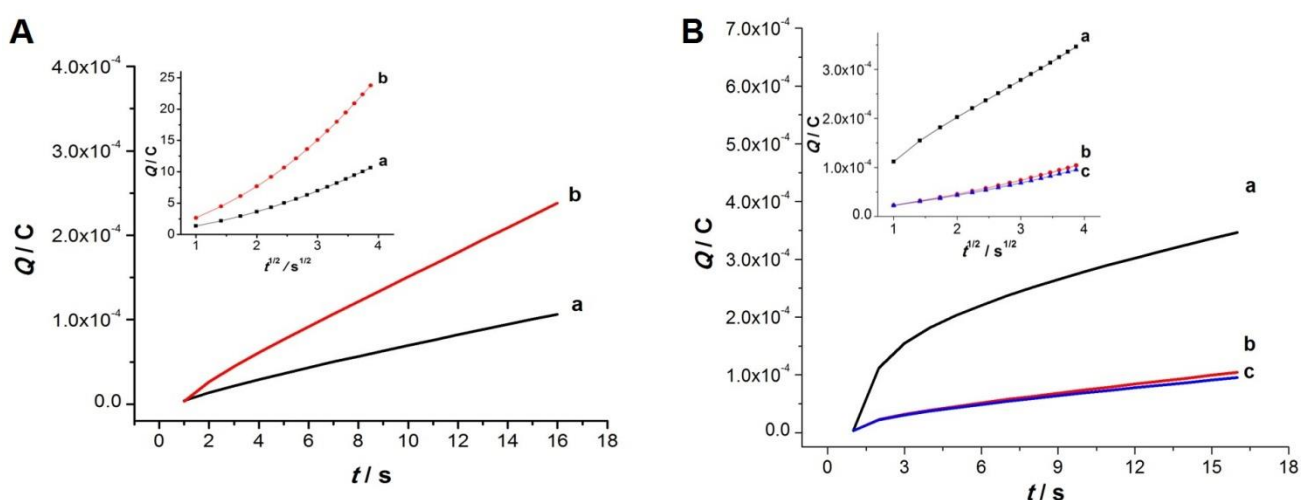 A
Q / C
4.0x10⁻⁴
3.0x10⁻⁴
2.0x10⁻⁴
1.0x10⁻⁴
0.0
0 2 4 6 8 10 12 14 16 18
t / s
b
a
Q / C
25
20
15
10
5
0
1 2 3 4
t^1/2 / s^1/2
b
a
B
Q / C
7.0x10⁻⁴
6.0x10⁻⁴
5.0x10⁻⁴
4.0x10⁻⁴
3.0x10⁻⁴
2.0x10⁻⁴
1.0x10⁻⁴
0.0
0 3 6 9 12 15 18
t / s
a
b
c
Q / C
3.0x10⁻⁴
2.0x10⁻⁴
1.0x10⁻⁴
0.0
1 2 3 4
t^1/2 / s^1/2
a
b
c